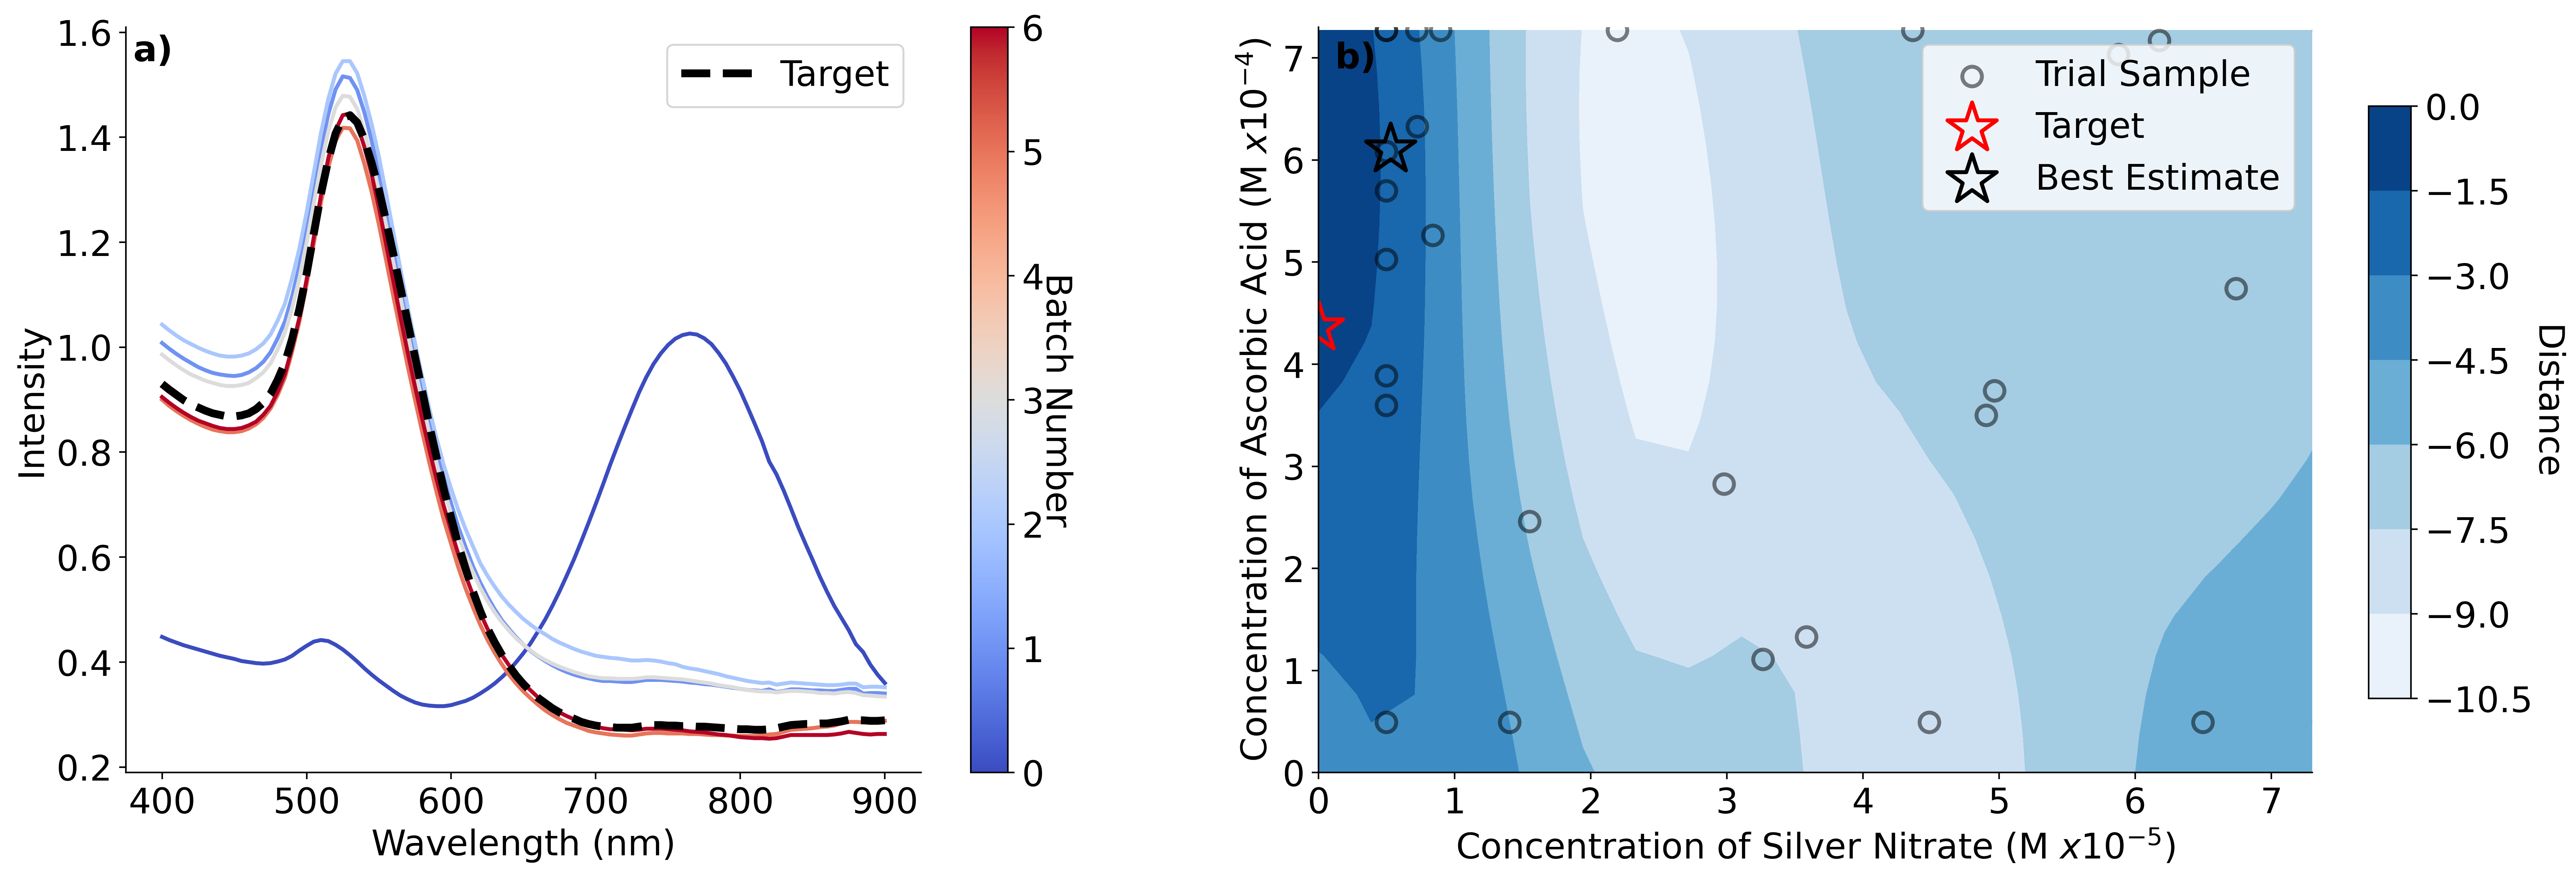 a)
Target
1.6
1.4
1.2
1.0
0.8
0.6
0.4
0.2
Intensity
400 500 600 700 800 900
Wavelength (nm)
6
5
4
3
2
1
0
Batch Number
b)
Trial Sample
Target
Best Estimate
7
6
5
4
3
2
1
0
Concentration of Ascorbic Acid (M x10⁻⁴)
0 1 2 3 4 5 6 7
Concentration of Silver Nitrate (M x10⁻⁵)
0.0
−1.5
−3.0
−4.5
−6.0
−7.5
−9.0
−10.5
Distance